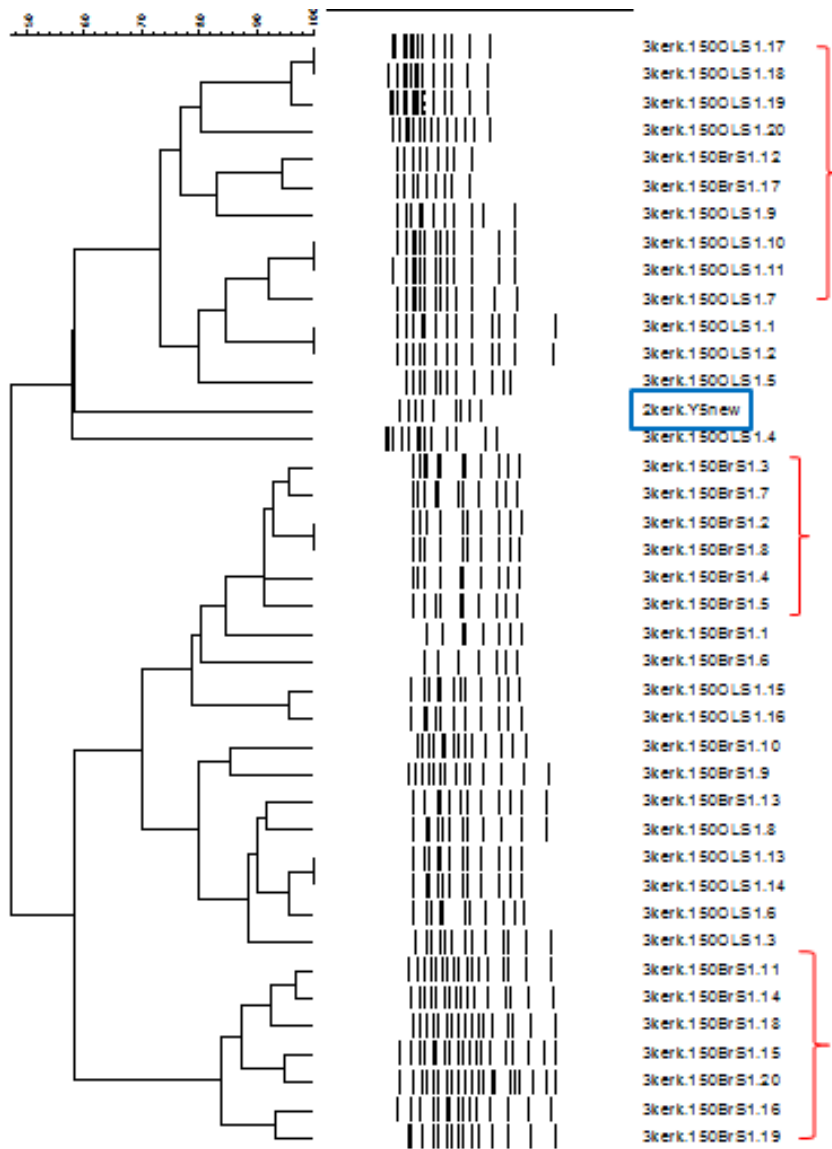 50 60 70 80 90 100
3kerk.150OLS1.17
3kerk.150OLS1.18
3kerk.150OLS1.19
3kerk.150OLS1.20
3kerk.150BrS1.12
3kerk.150BrS1.17
3kerk.150OLS1.9
3kerk.150OLS1.10
3kerk.150OLS1.11
3kerk.150OLS1.7
3kerk.150OLS1.1
3kerk.150OLS1.2
3kerk.150OLS1.5
2kerk.Y5new
3kerk.150OLS1.4
3kerk.150BrS1.3
3kerk.150BrS1.7
3kerk.150BrS1.2
3kerk.150BrS1.8
3kerk.150BrS1.4
3kerk.150BrS1.5
3kerk.150BrS1.1
3kerk.150BrS1.6
3kerk.150OLS1.15
3kerk.150OLS1.16
3kerk.150BrS1.10
3kerk.150BrS1.9
3kerk.150BrS1.13
3kerk.150OLS1.8
3kerk.150OLS1.13
3kerk.150OLS1.14
3kerk.150OLS1.6
3kerk.150OLS1.3
3kerk.150BrS1.11
3kerk.150BrS1.14
3kerk.150BrS1.18
3kerk.150BrS1.15
3kerk.150BrS1.20
3kerk.150BrS1.16
3kerk.150BrS1.19